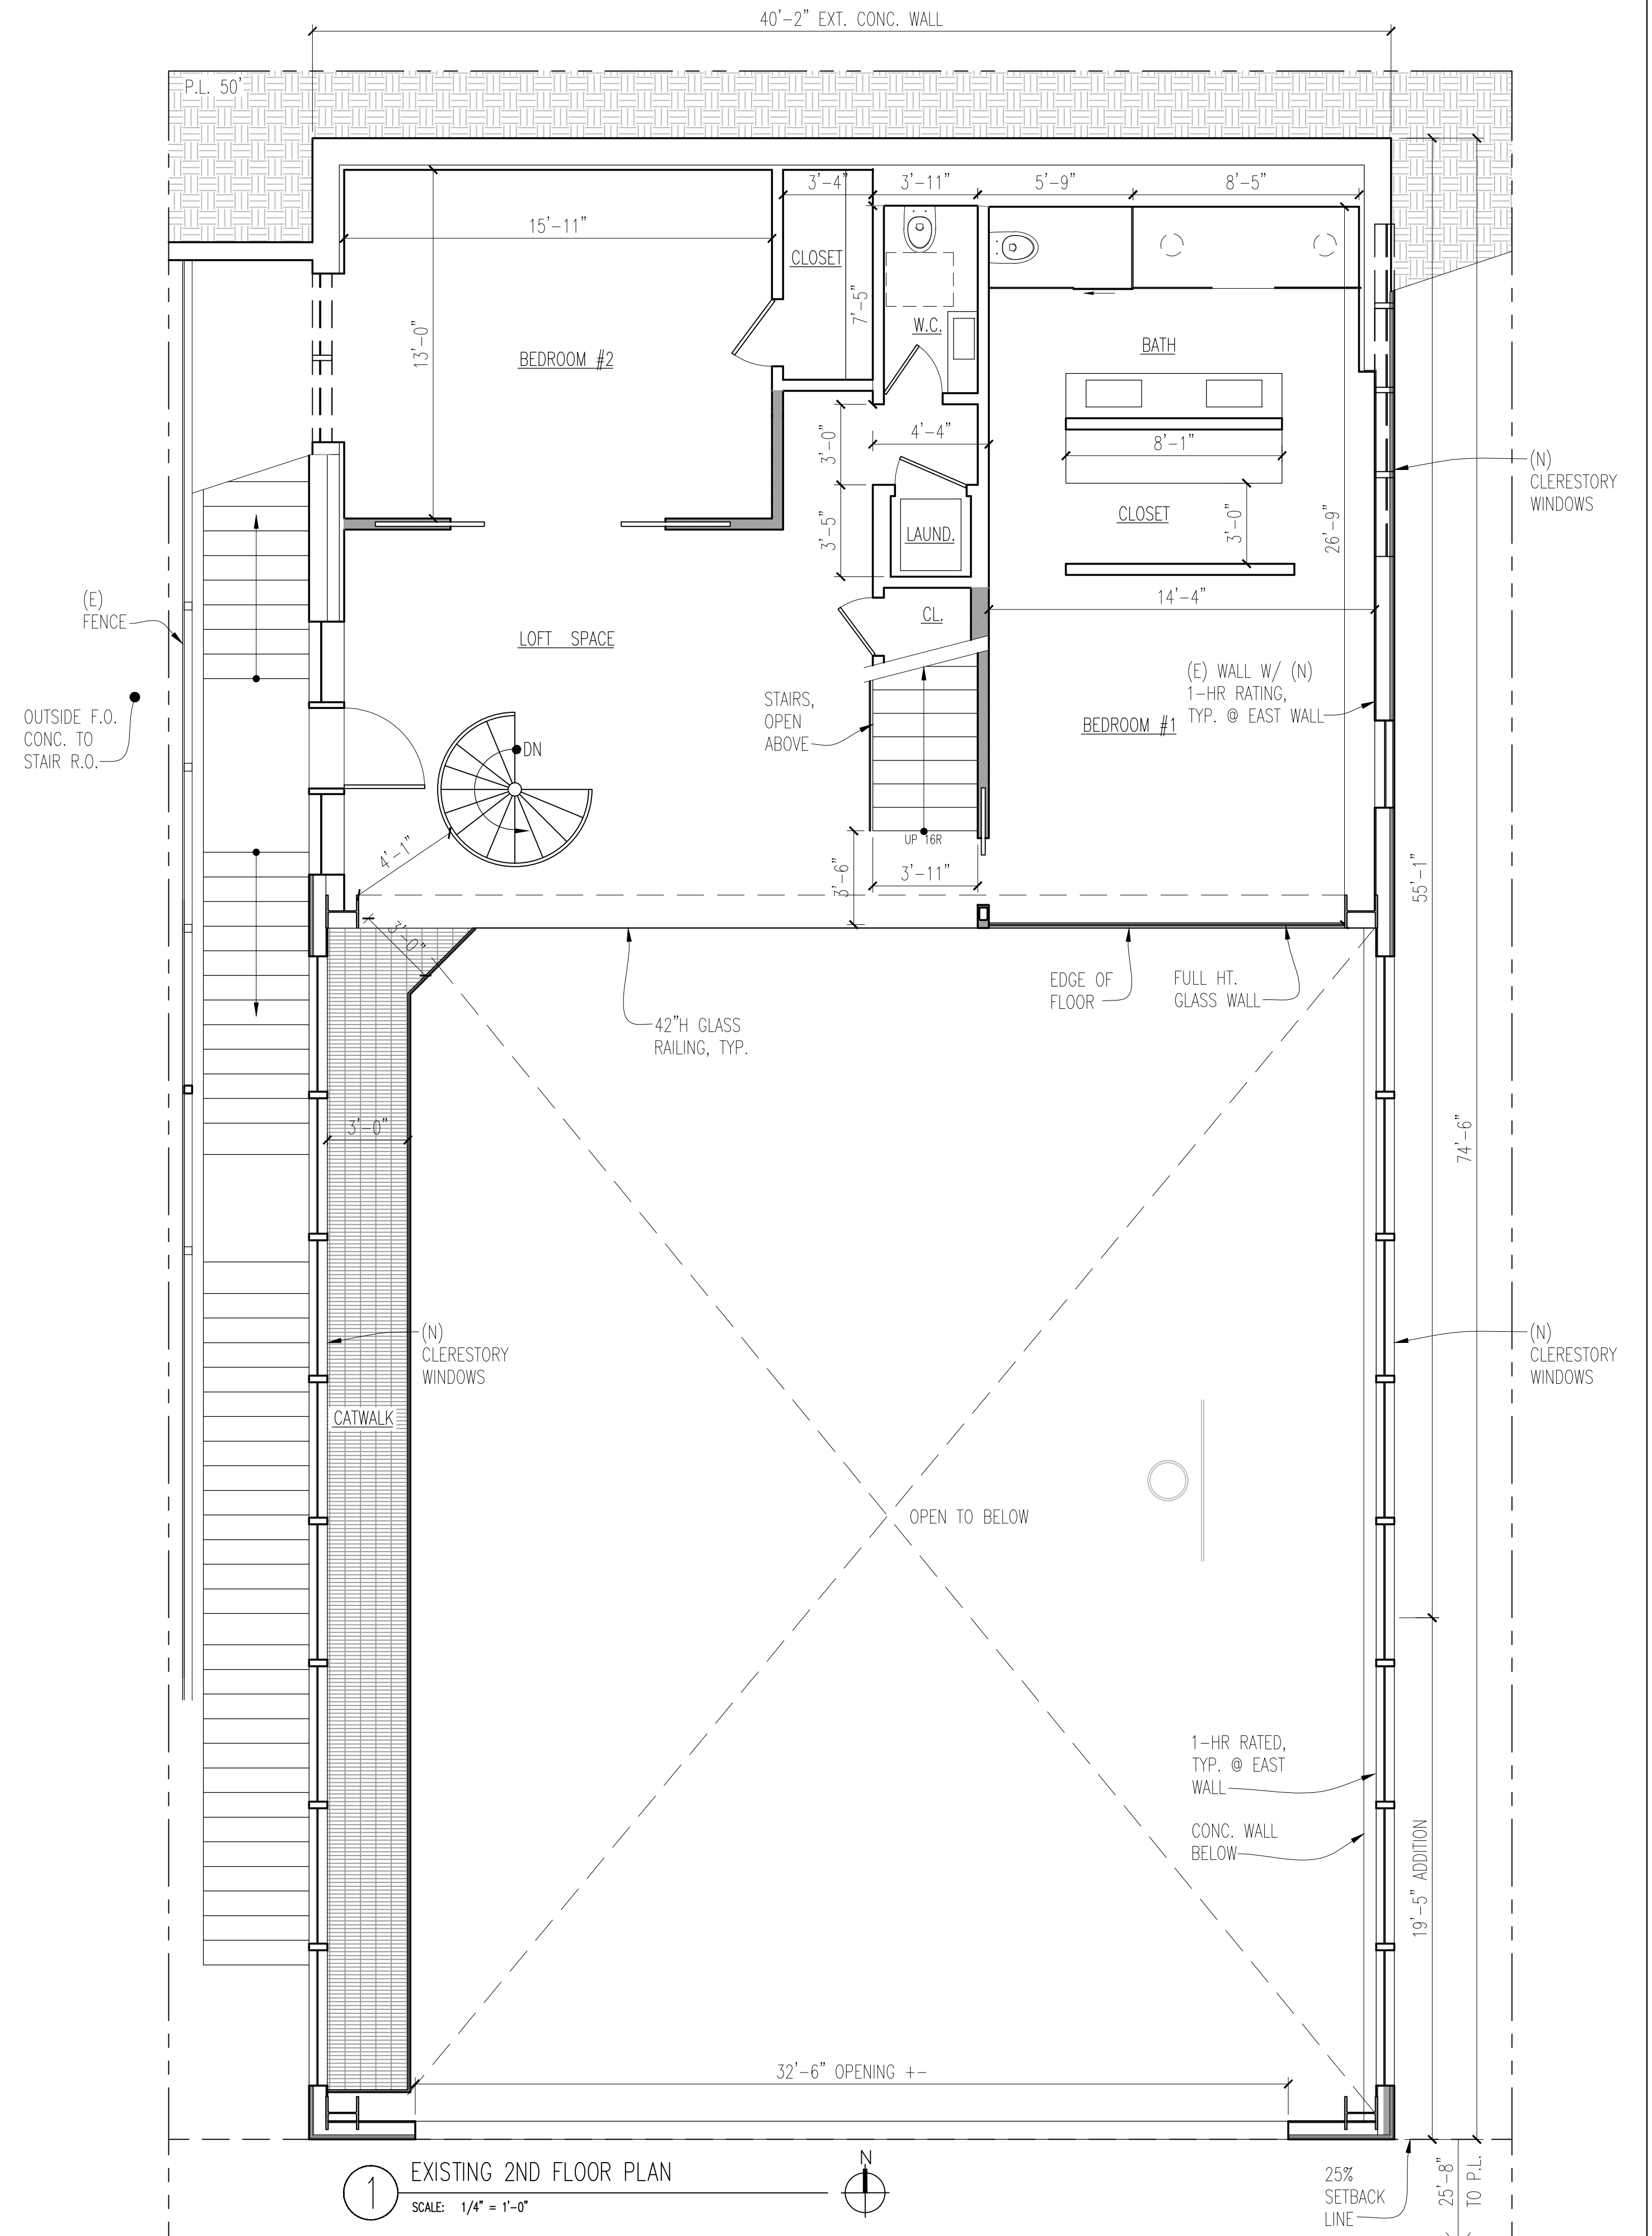 40'-2" EXT. CONC. WALL
P.L. 50'
3'-4"
3'-11"
5'-9"
8'-5"
15'-11"
CLOSET
7'-5"
W.C.
13'-0"
BEDROOM #2
BATH
3'-0"
4'-4"
8'-1"
(N)
CLERESTORY
WINDOWS
3'-5"
LAUND.
CLOSET
3'-0"
26'-9"
14'-4"
(E)
FENCE
CL.
LOFT SPACE
(E) WALL W/ (N)
1-HR RATING,
TYP. @ EAST WALL
STAIRS,
OPEN
ABOVE
BEDROOM #1
OUTSIDE F.O.
CONC. TO
STAIR R.O.
DN
UP 16R
4'-1"
3'-6"
3'-11"
55'-1"
3'-0"
EDGE OF
FLOOR
FULL HT.
GLASS WALL
42"H GLASS
RAILING, TYP.
3'-0"
74'-6"
(N)
CLERESTORY
WINDOWS
(N)
CLERESTORY
WINDOWS
CATWALK
OPEN TO BELOW
1-HR RATED,
TYP. @ EAST
WALL
CONC. WALL
BELOW
19'-5" ADDITION
32'-6" OPENING +-
N
1
EXISTING 2ND FLOOR PLAN
SCALE: 1/4" = 1'-0"
25%
SETBACK
LINE
25'-8"
TO P.L.